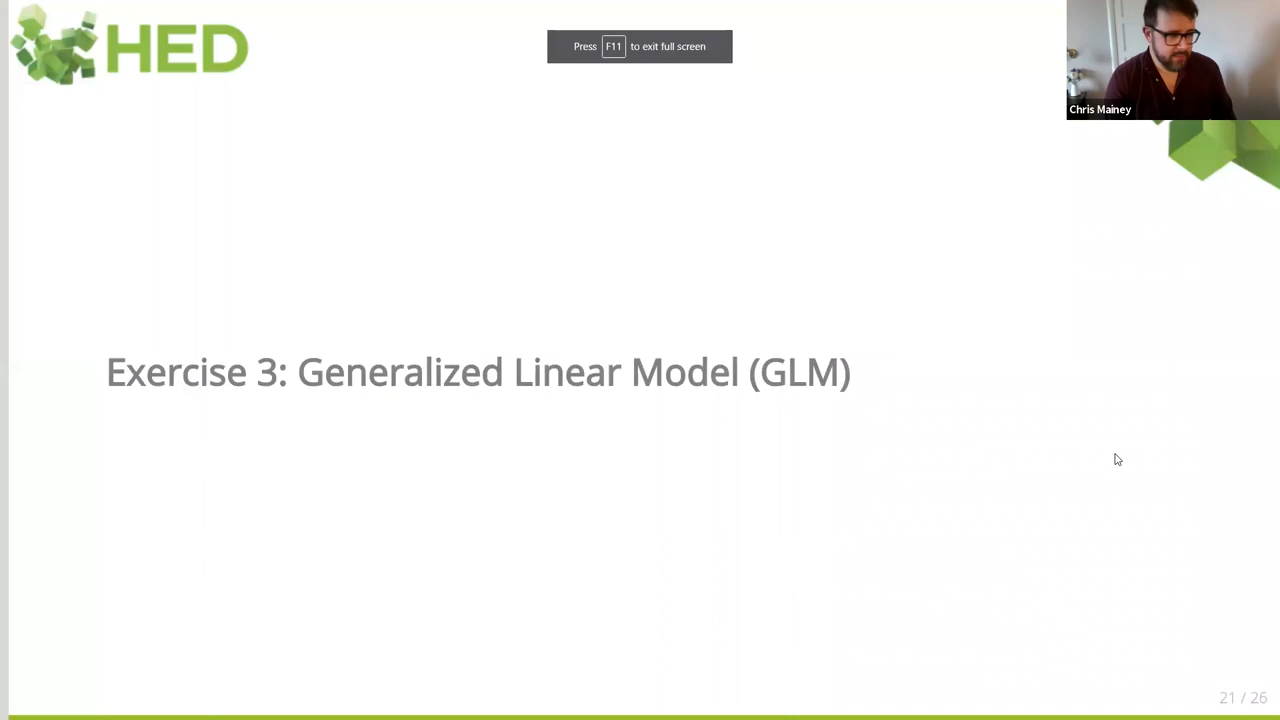 HED
Press F11 to exit full screen
Chris Mainey
Exercise 3: Generalized Linear Model (GLM)
21 / 26